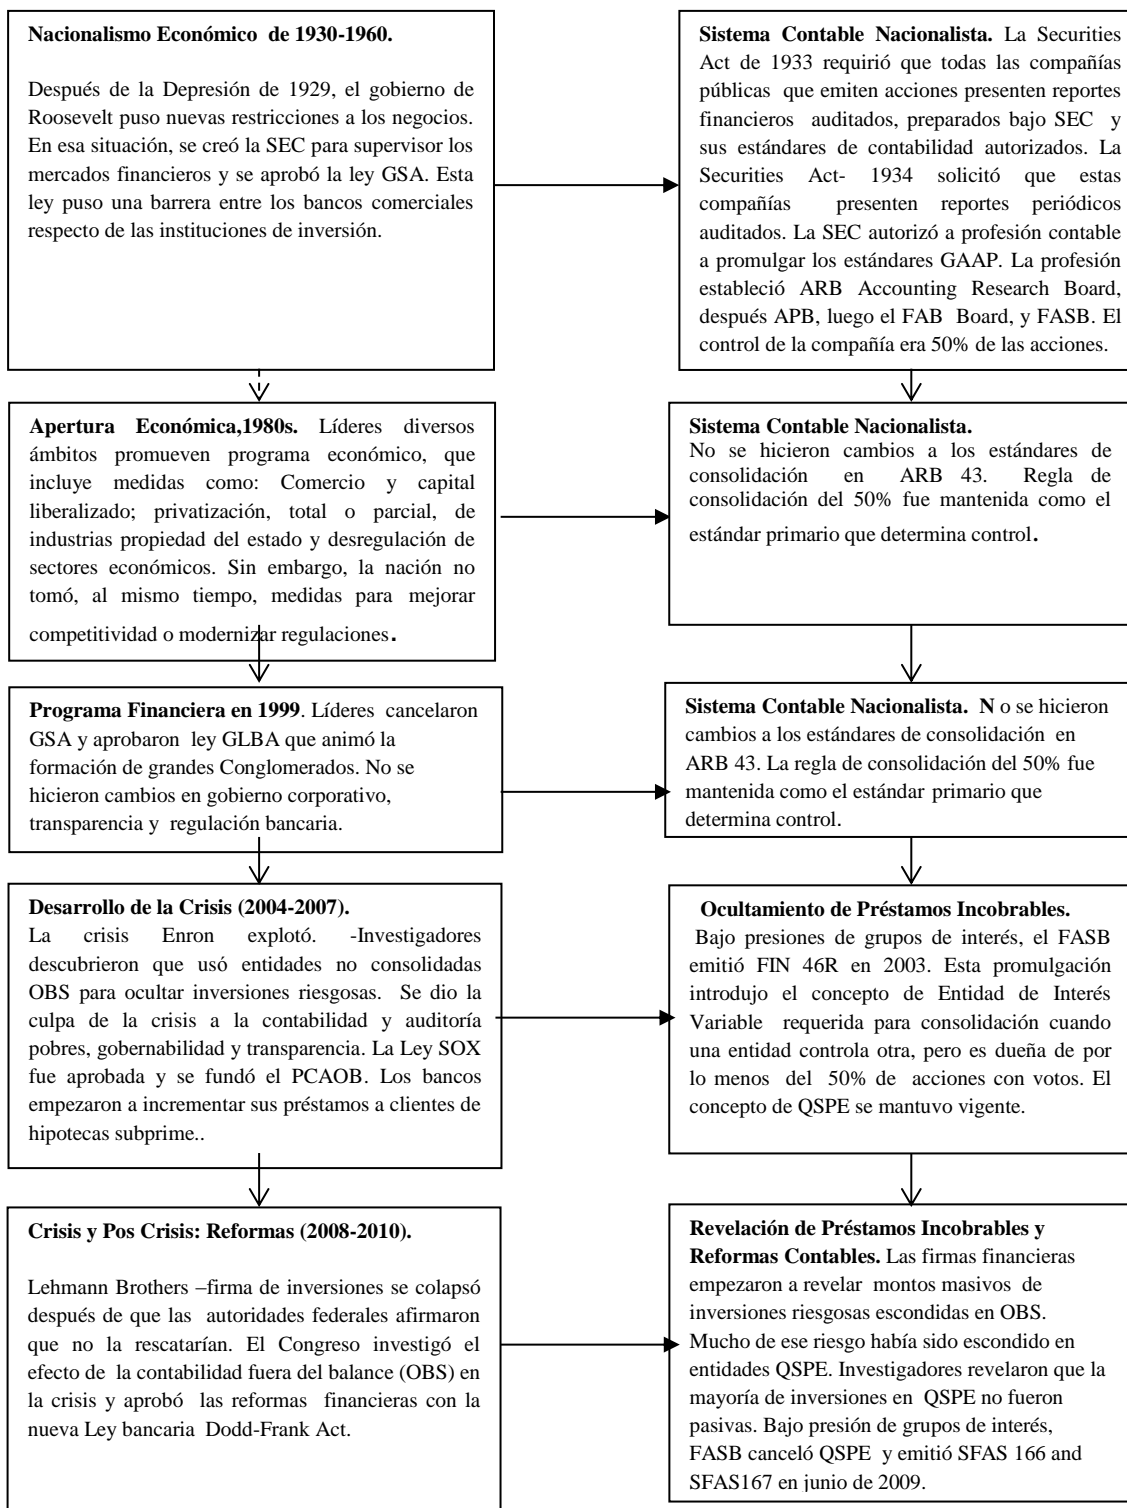 Nacionalismo Económico de 1930-1960.
Después de la Depresión de 1929, el gobierno de
Roosevelt puso nuevas restricciones a los negocios.
En esa situación, se creó la SEC para supervisor los
mercados financieros y se aprobó la ley GSA. Esta
ley puso una barrera entre los bancos comerciales
respecto de las instituciones de inversión.
Sistema Contable Nacionalista. La Securities
Act de 1933 requirió que todas las compañías
públicas que emiten acciones presenten reportes
financieros auditados, preparados bajo SEC y
sus estándares de contabilidad autorizados. La
Securities Act- 1934 solicitó que estas
compañías presenten reportes periódicos
auditados. La SEC autorizó a profesión contable
a promulgar los estándares GAAP. La profesión
estableció ARB Accounting Research Board,
después APB, luego el FAB Board, y FASB. El
control de la compañía era 50% de las acciones.
Apertura Económica,1980s. Líderes diversos
ámbitos promueven programa económico, que
incluye medidas como: Comercio y capital
liberalizado; privatización, total o parcial, de
industrias propiedad del estado y desregulación de
sectores económicos. Sin embargo, la nación no
tomó, al mismo tiempo, medidas para mejorar
competitividad o modernizar regulaciones.
Sistema Contable Nacionalista.
No se hicieron cambios a los estándares de
consolidación en ARB 43. Regla de
consolidación del 50% fue mantenida como el
estándar primario que determina control.
Programa Financiera en 1999. Líderes cancelaron
GSA y aprobaron ley GLBA que animó la
formación de grandes Conglomerados. No se
hicieron cambios en gobierno corporativo,
transparencia y regulación bancaria.
Sistema Contable Nacionalista. N o se hicieron
cambios a los estándares de consolidación en
ARB 43. La regla de consolidación del 50% fue
mantenida como el estándar primario que
determina control.
Desarrollo de la Crisis (2004-2007).
La crisis Enron explotó. -Investigadores
descubrieron que usó entidades no consolidadas
OBS para ocultar inversiones riesgosas. Se dio la
culpa de la crisis a la contabilidad y auditoría
pobres, gobernabilidad y transparencia. La Ley SOX
fue aprobada y se fundó el PCAOB. Los bancos
empezaron a incrementar sus préstamos a clientes de
hipotecas subprime..
Ocultamiento de Préstamos Incobrables.
Bajo presiones de grupos de interés, el FASB
emitió FIN 46R en 2003. Esta promulgación
introdujo el concepto de Entidad de Interés
Variable requerida para consolidación cuando
una entidad controla otra, pero es dueña de por
lo menos del 50% de acciones con votos. El
concepto de QSPE se mantuvo vigente.
Crisis y Pos Crisis: Reformas (2008-2010).
Lehmann Brothers –firma de inversiones se colapsó
después de que las autoridades federales afirmaron
que no la rescatarían. El Congreso investigó el
efecto de la contabilidad fuera del balance (OBS) en
la crisis y aprobó las reformas financieras con la
nueva Ley bancaria Dodd-Frank Act.
Revelación de Préstamos Incobrables y
Reformas Contables. Las firmas financieras
empezaron a revelar montos masivos de
inversiones riesgosas escondidas en OBS.
Mucho de ese riesgo había sido escondido en
entidades QSPE. Investigadores revelaron que la
mayoría de inversiones en QSPE no fueron
pasivas. Bajo presión de grupos de interés,
FASB canceló QSPE y emitió SFAS 166 and
SFAS167 en junio de 2009.